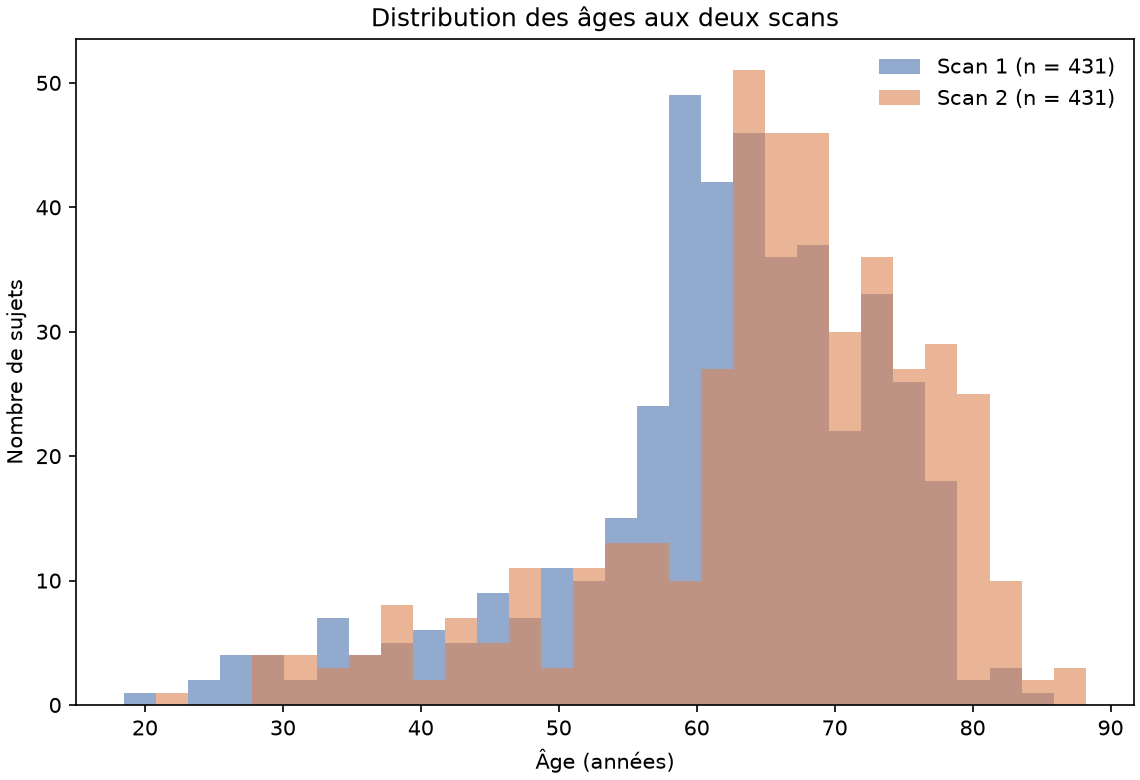 Distribution des âges aux deux scans
Scan 1 (n = 431)
Scan 2 (n = 431)
Nombre de sujets
50
40
30
20
10
0
20 30 40 50 60 70 80 90
Âge (années)